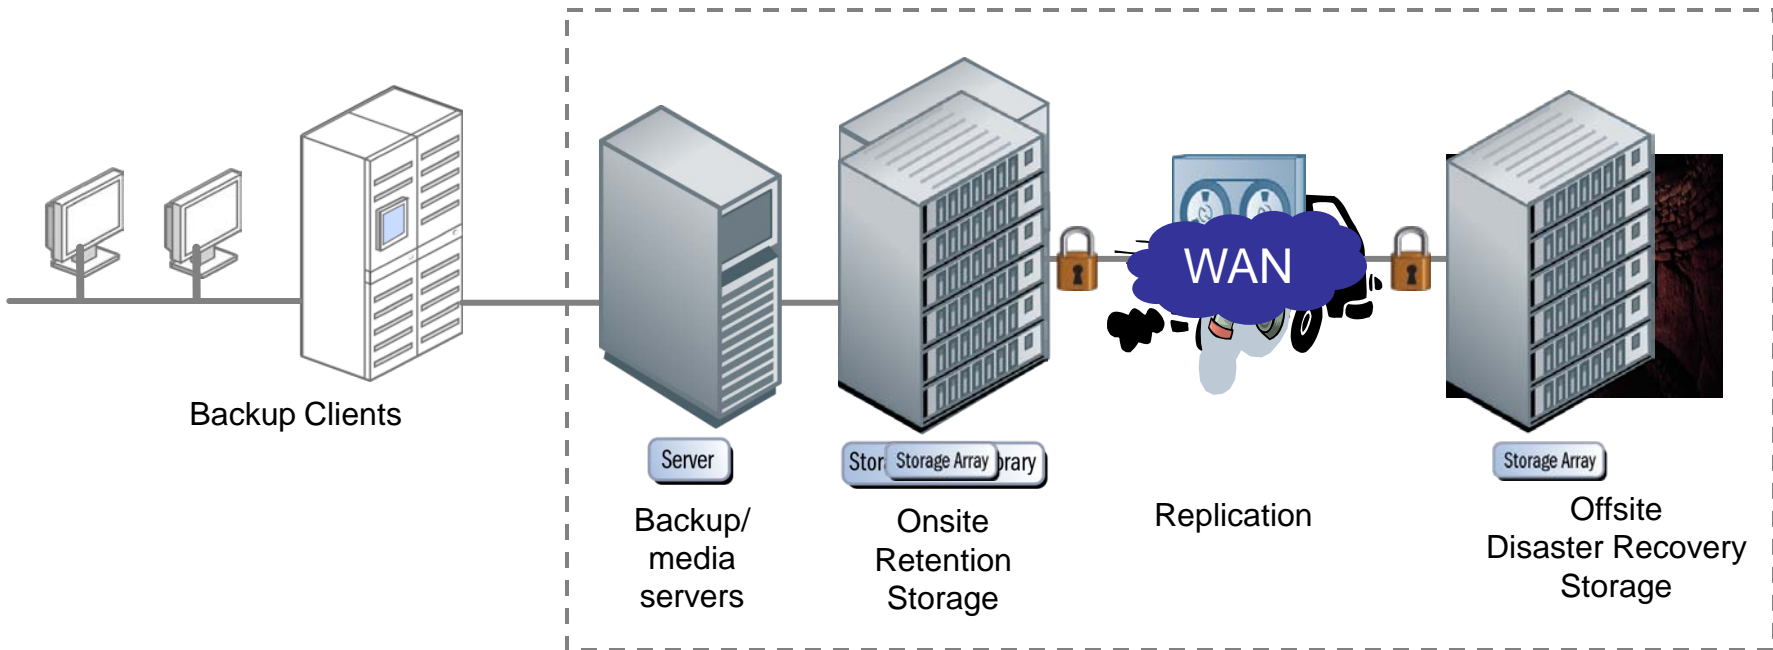 WAN
Backup Clients
Server
Storage Array
Storage Array
Backup/
media
servers
Onsite
Retention
Storage
Replication
Offsite
Disaster Recovery
Storage